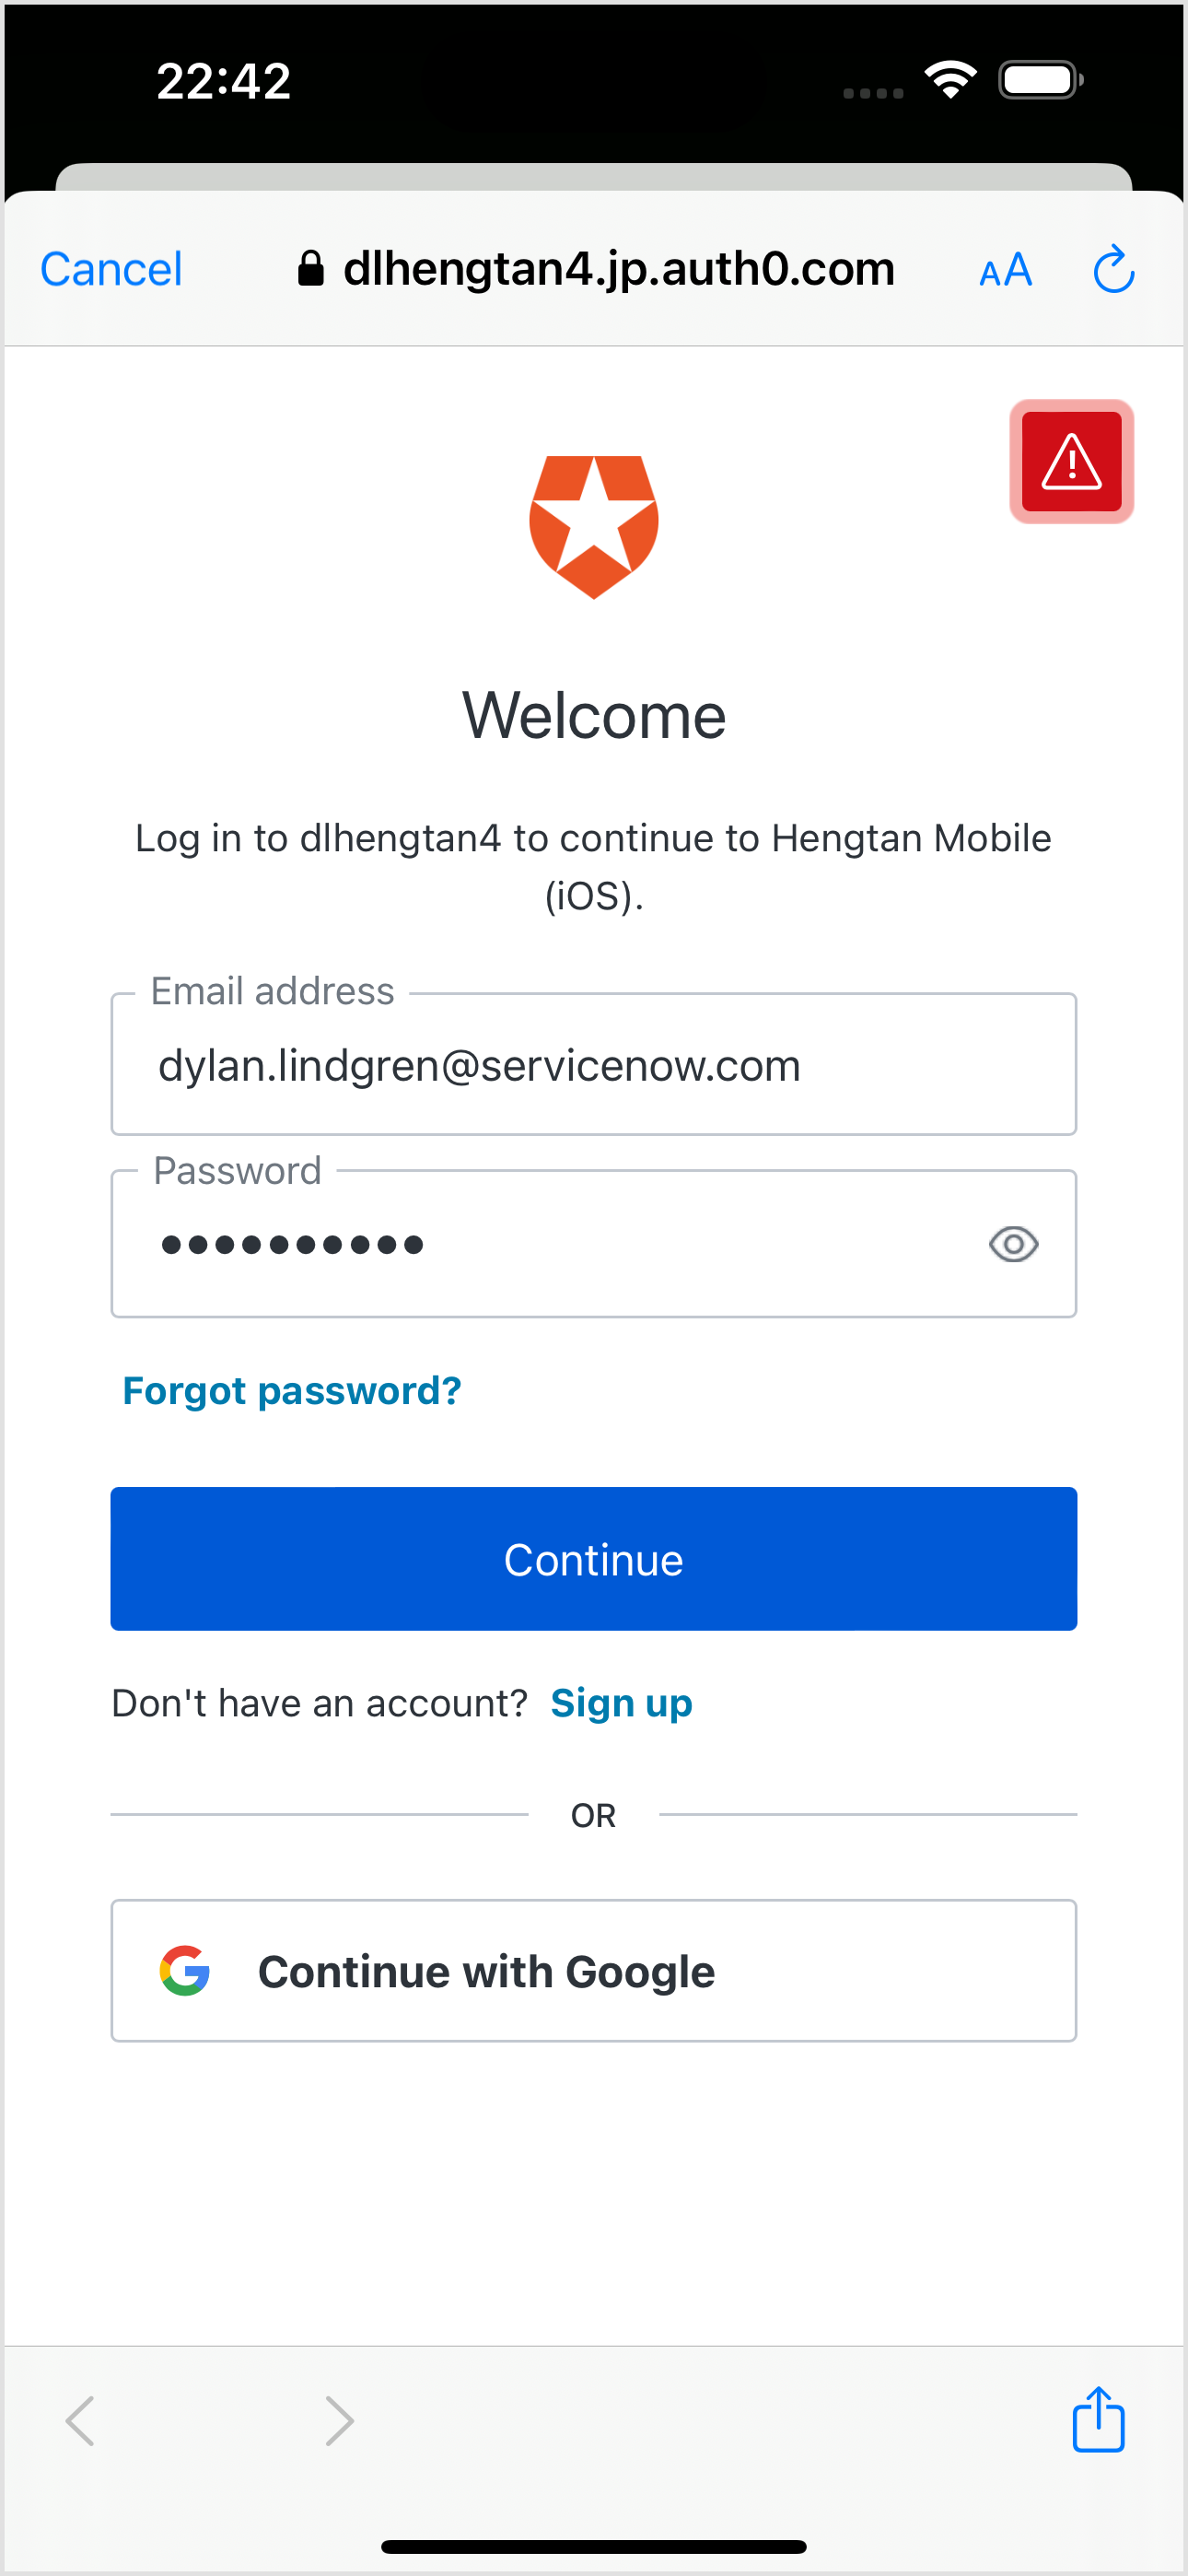 22:42
Cancel dlhengtan4.jp.auth0.com AA
Welcome
Log in to dlhengtan4 to continue to Hengtan Mobile
(iOS).
Email address
dylan.lindgren@servicenow.com
Password
••••••••••
Forgot password?
Continue
Don't have an account? Sign up
OR
Continue with Google